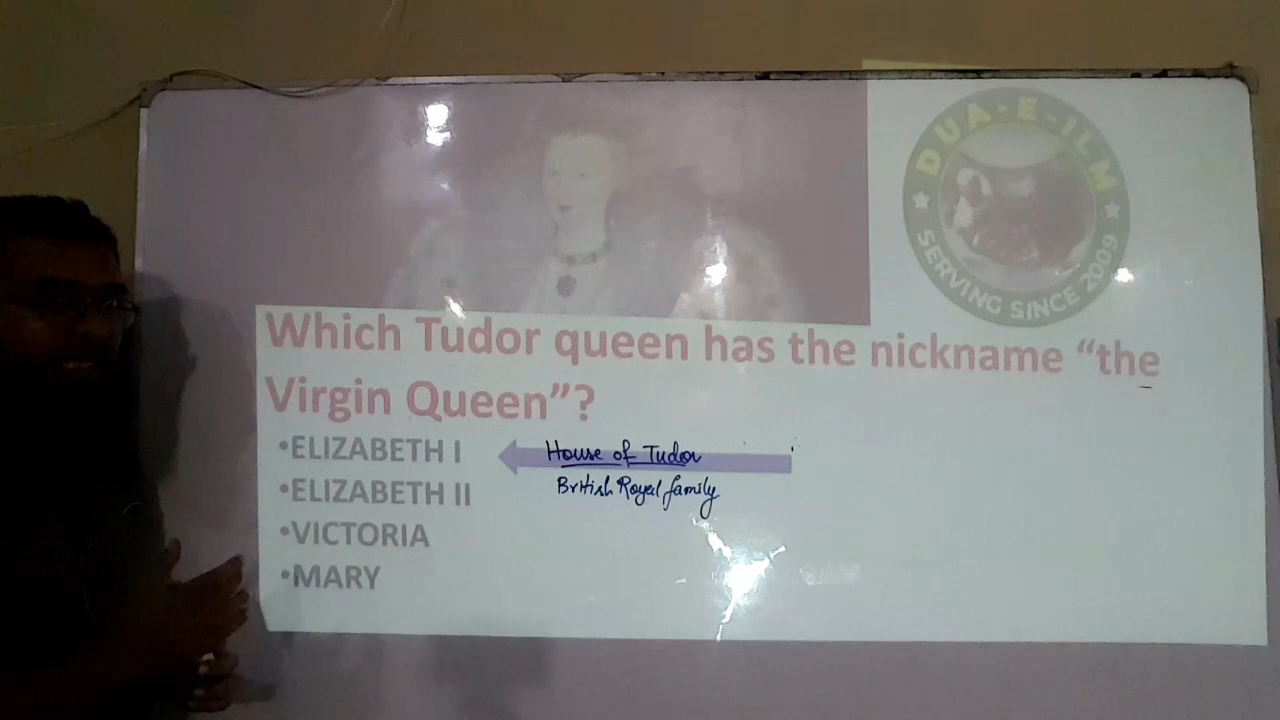 DUA-E-ILM
SERVING SINCE 2009
Which Tudor queen has the nickname “the
Virgin Queen”?
•ELIZABETH I
House of Tudor
•ELIZABETH II
British Royal family
•VICTORIA
•MARY